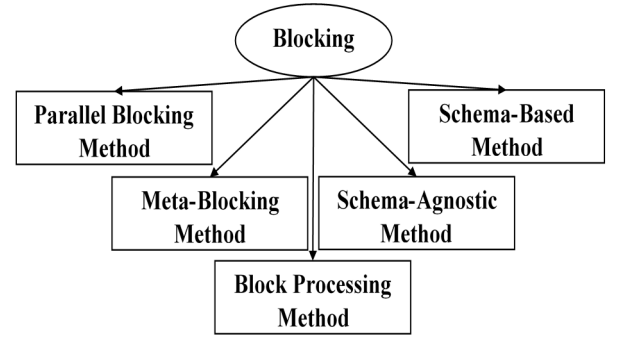 Blocking
Parallel Blocking
Method
Schema-Based
Method
Meta-Blocking
Method
Schema-Agnostic
Method
Block Processing
Method